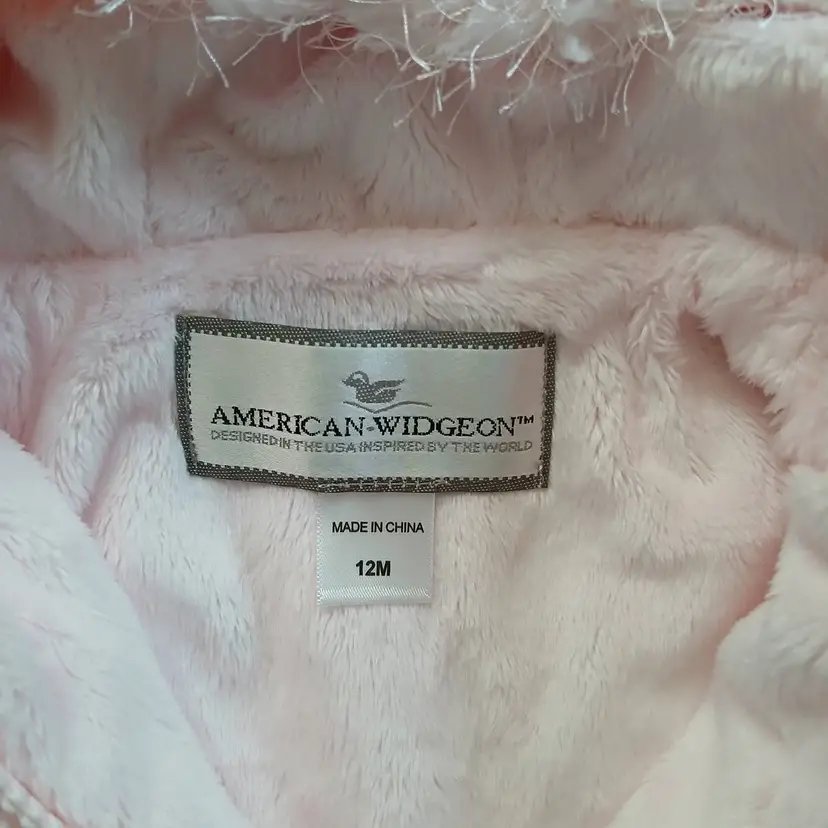 AMERICAN·WIDGEON™
DESIGNED IN THE USA INSPIRED BY THE WORLD
MADE IN CHINA
12M